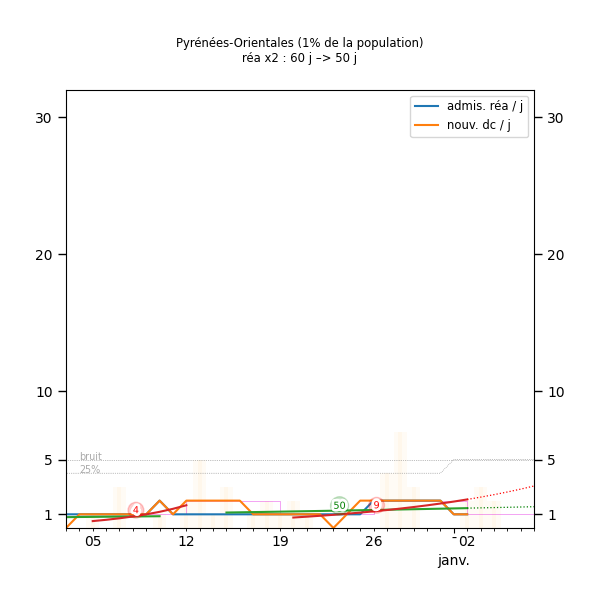 Pyrénées-Orientales (1% de la population)
réa x2 : 60 j –> 50 j
admis. réa / j
nouv. dc / j
30 30
20 20
10 10
bruit
5 5
25%
4 50 9
1 1
05 12 19 26 02
janv.